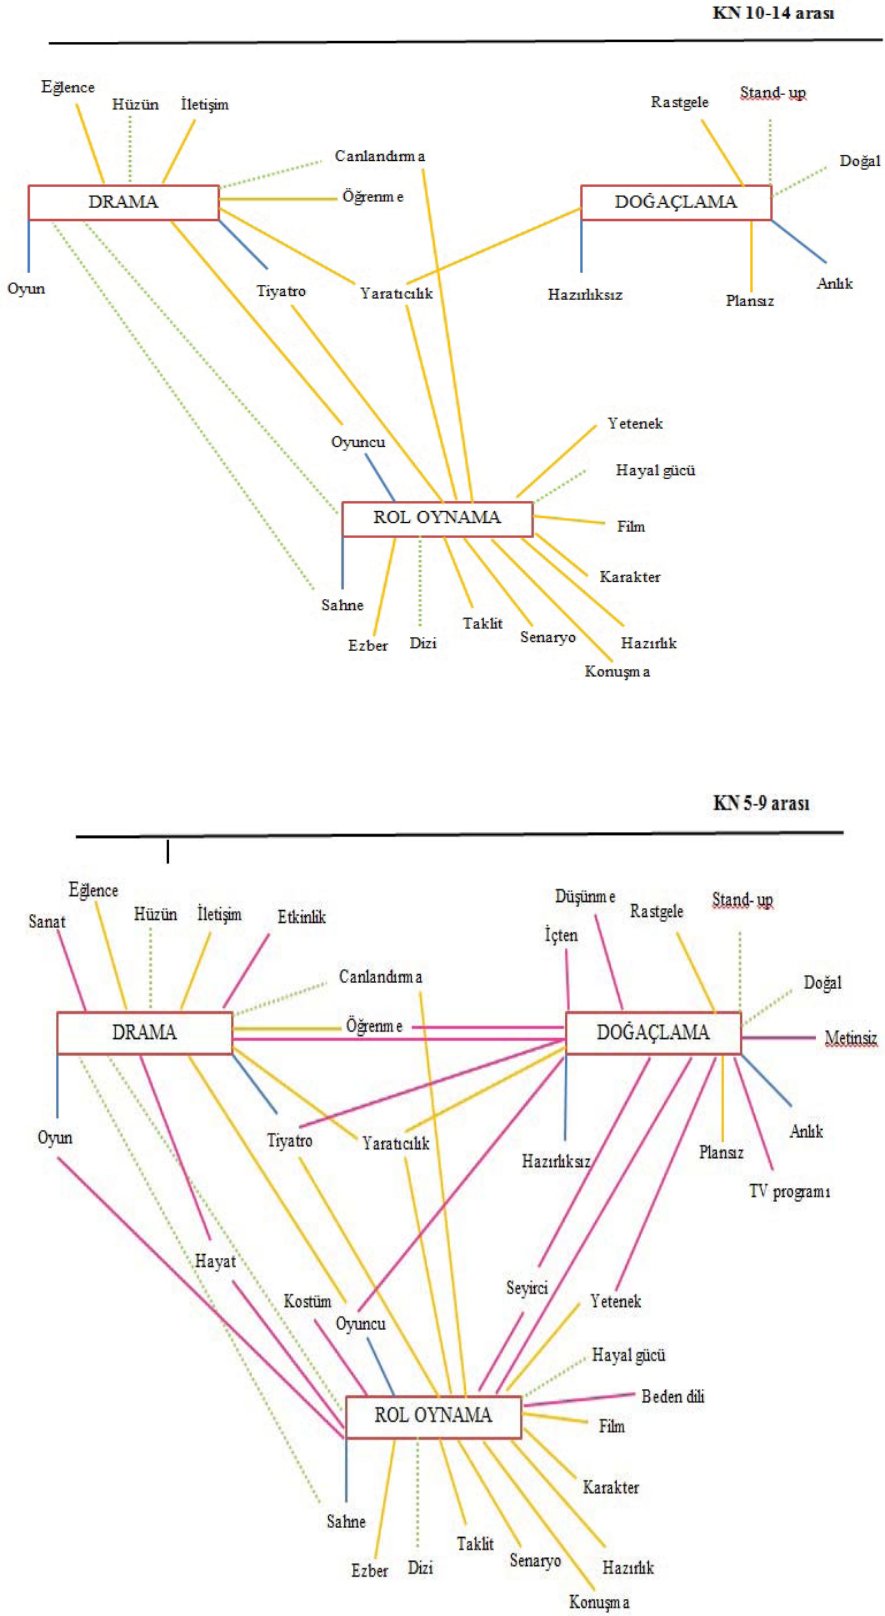 KN 10-14 arası
Eğlence
Hüzün
İletişim
Rastgele
Stand- up
Canlandırma
Doğal
Öğrenme
DRAMA
DOĞAÇLAMA
Oyun
Tiyatro
Yaratıcılık
Hazırlıksız
Plansız
Anlık
Oyuncu
Yetenek
Hayal gücü
ROL OYNAMA
Film
Karakter
Sahne
Ezber
Dizi
Taklit
Senaryo
Hazırlık
Konuşma
KN 5-9 arası
Sanat
Eğlence
Hüzün
İletişim
Etkinlik
Düşünme
İçten
Rastgele
Stand- up
Canlandırma
Doğal
DRAMA
Öğrenme
DOĞAÇLAMA
Metinsiz
Oyun
Tiyatro
Yaratıcılık
Hazırlıksız
Plansız
Anlık
TV programı
Hayat
Kostüm
Oyuncu
Seyirci
Yetenek
Hayal gücü
Beden dili
ROL OYNAMA
Film
Karakter
Sahne
Ezber
Dizi
Taklit
Senaryo
Hazırlık
Konuşma